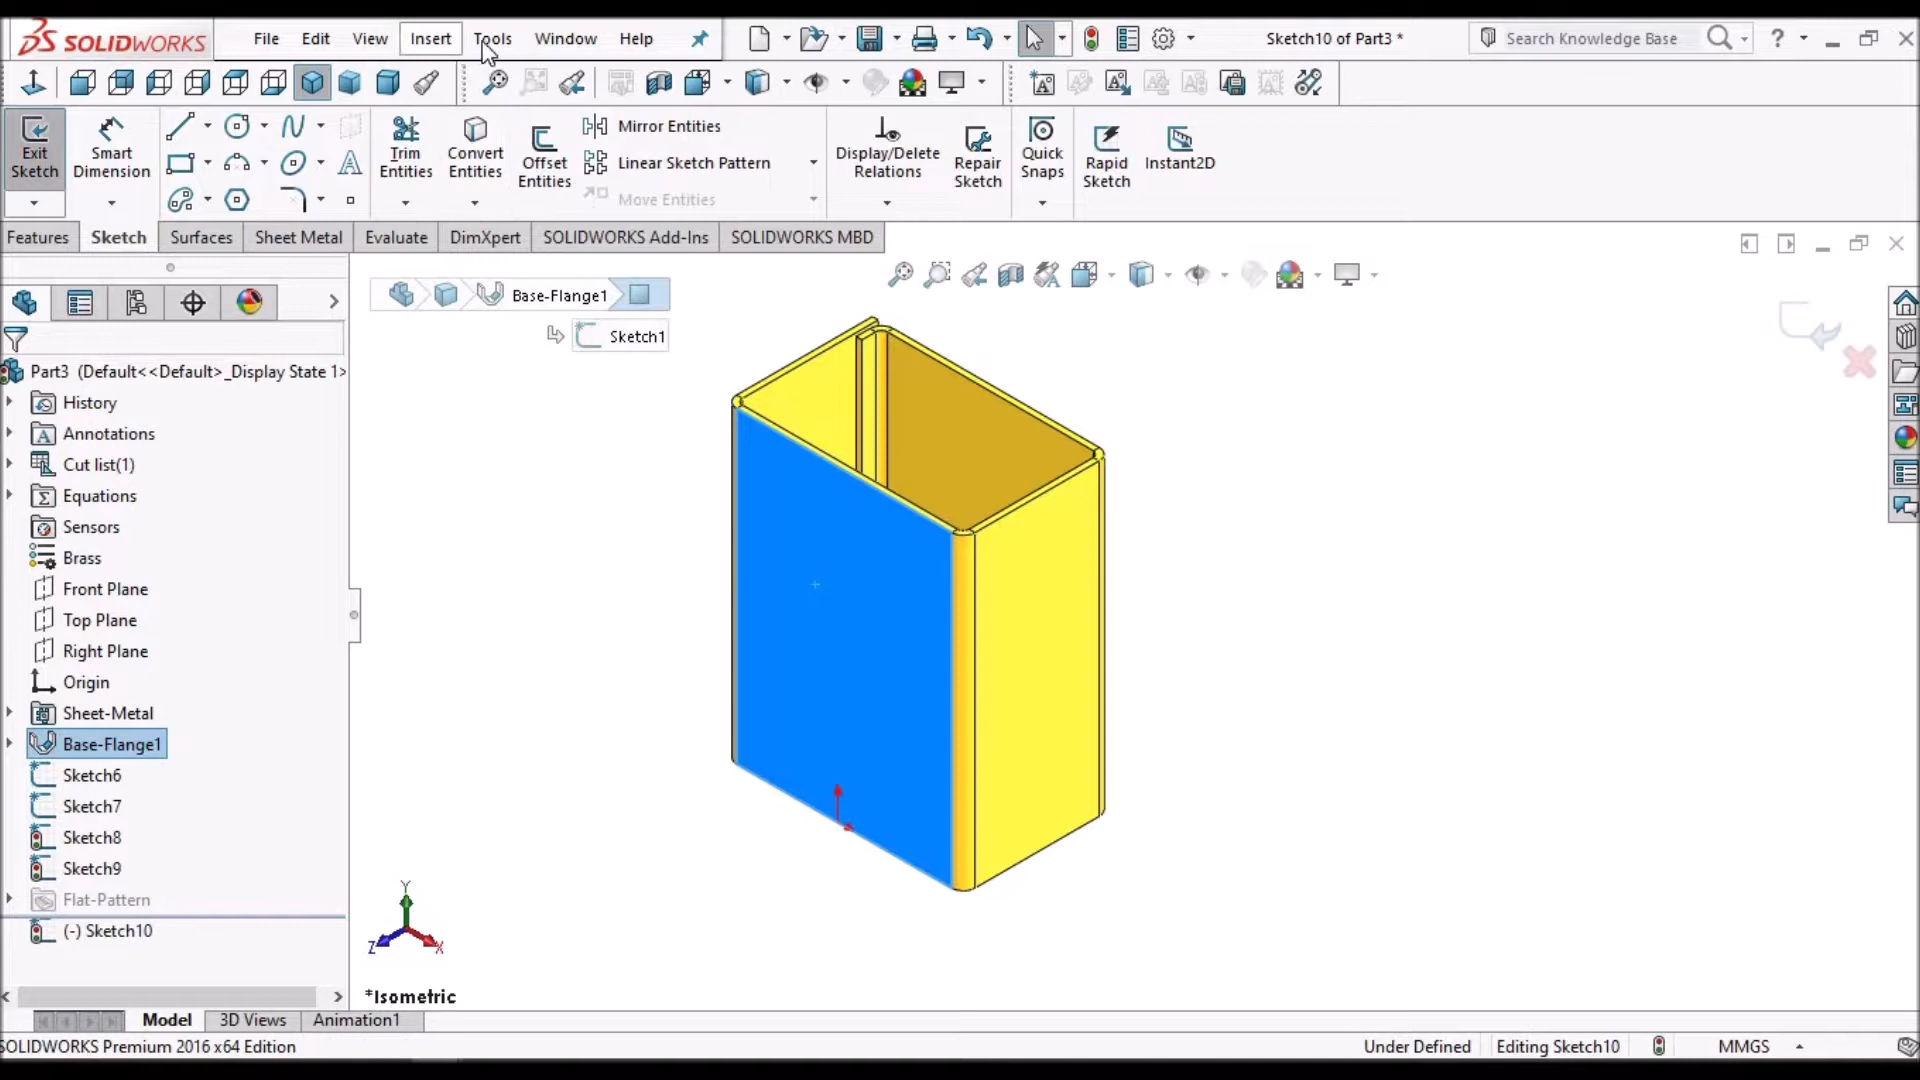 SOLIDWORKS File Edit View Insert Tools Window Help Sketch10 of Part3 * Search Knowledge Base ?
Exit Sketch
Smart Dimension
Trim Entities
Convert Entities
Offset Entities
Mirror Entities
Linear Sketch Pattern
Move Entities
Display/Delete Relations
Repair Sketch
Quick Snaps
Rapid Sketch
Instant2D
Features Sketch Surfaces Sheet Metal Evaluate DimXpert SOLIDWORKS Add-Ins SOLIDWORKS MBD
Base-Flange1
Sketch1
Part3 (Default<<Default>_Display State 1>
History
Annotations
Cut list(1)
Equations
Sensors
Brass
Front Plane
Top Plane
Right Plane
Origin
Sheet-Metal
Base-Flange1
Sketch6
Sketch7
Sketch8
Sketch9
Flat-Pattern
(-) Sketch10
Y
Z
X
*Isometric
Model 3D Views Animation1
SOLIDWORKS Premium 2016 x64 Edition Under Defined Editing Sketch10 MMGS